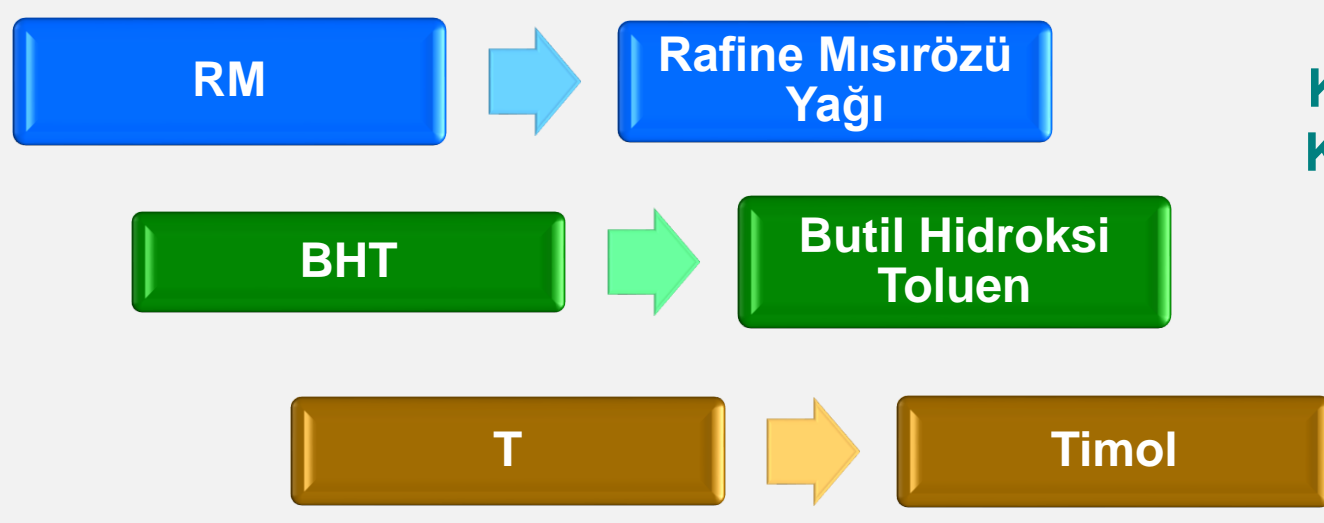 RM
Rafine Mısırözü
Yağı
K
K
BHT
Butil Hidroksi
Toluen
T
Timol